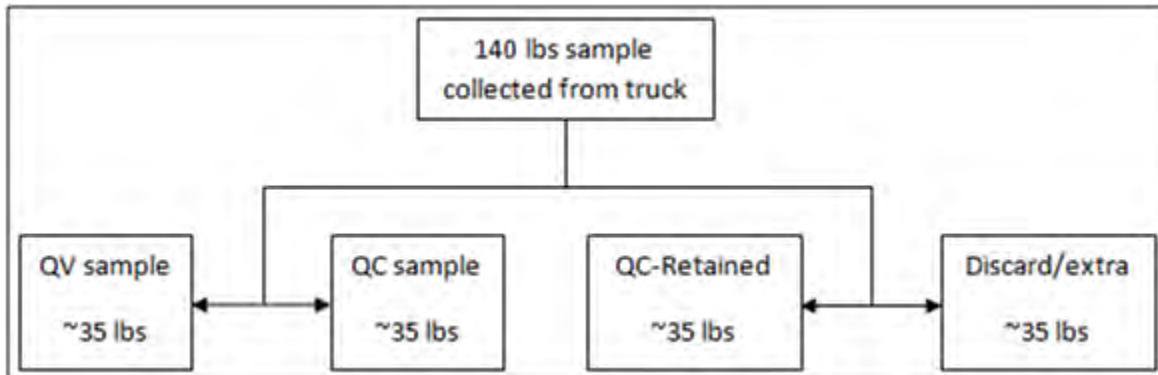 140 lbs sample
collected from truck
QV sample
~35 lbs
QC sample
~35 lbs
QC-Retained
~35 lbs
Discard/extra
~35 lbs